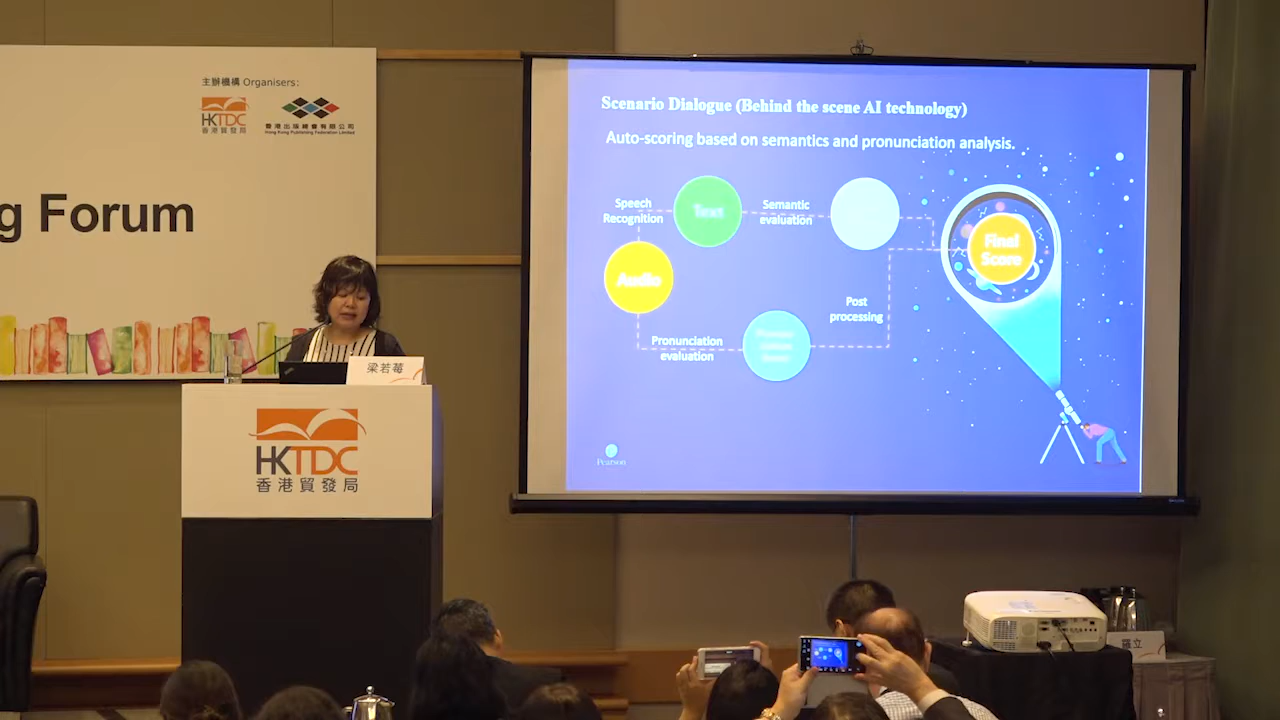 主辦機構 Organisers:
HKTDC
香港貿發局
香港出版總會有限公司
Hong Kong Publishing Federation Limited
g Forum
梁若莓
HKTDC
香港貿發局
Scenario Dialogue (Behind the scene AI technology)
Auto-scoring based on semantics and pronunciation analysis.
Speech
Recognition
Text
Semantic
evaluation
Audio
Final
Score
Post
processing
Pronunciation
evaluation
Pearson
羅立